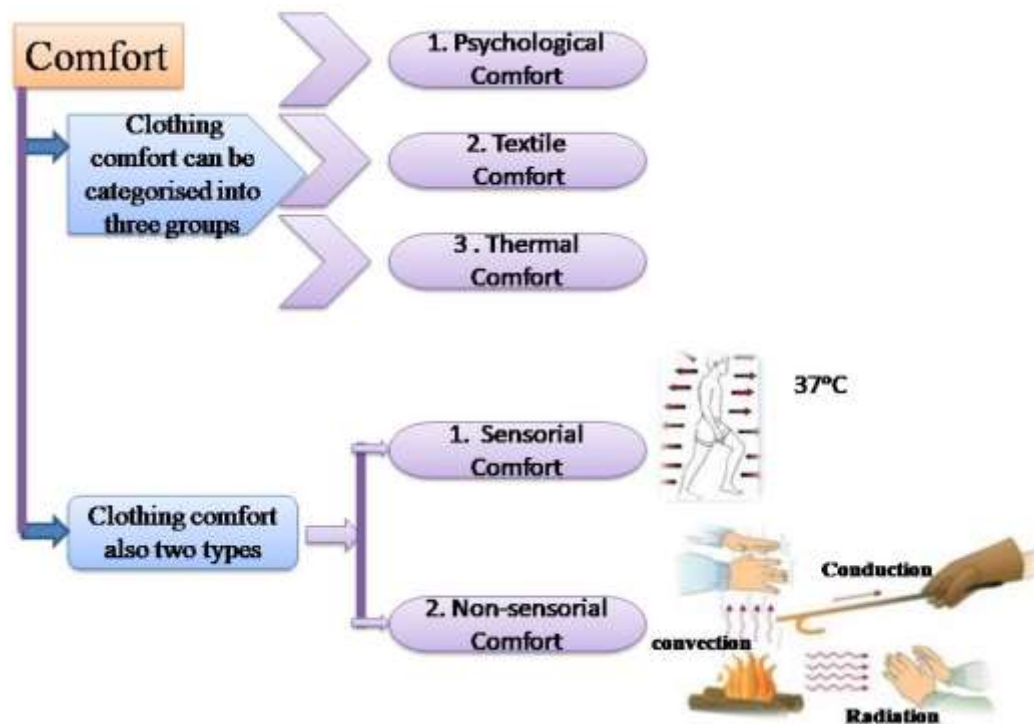 Comfort
Clothing
comfort can be
categorised into
three groups
1. Psychological
Comfort
2. Textile
Comfort
3 . Thermal
Comfort
37°C
Clothing comfort
also two types
1. Sensorial
Comfort
2. Non-sensorial
Comfort
Conduction
convection
Radiation